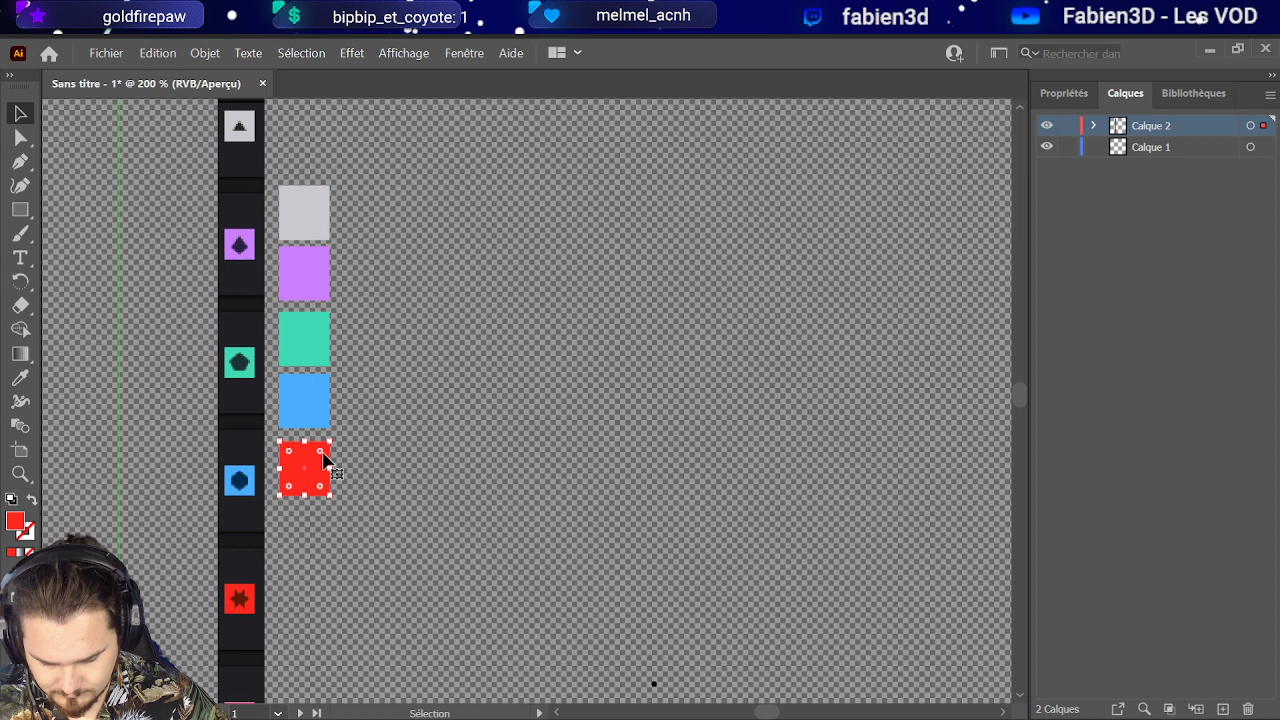 goldfirepaw
bipbip_et_coyote: 1
melmel_acnh
fabien3d
Fabien3D - Les VOD
Ai
Fichier Edition Objet Texte Sélection Effet Affichage Fenêtre Aide
Rechercher dan
Sans titre - 1* @ 200 % (RVB/Aperçu)
Propriétés Calques Bibliothèques
Calque 2
Calque 1
1
Sélection
2 Calques